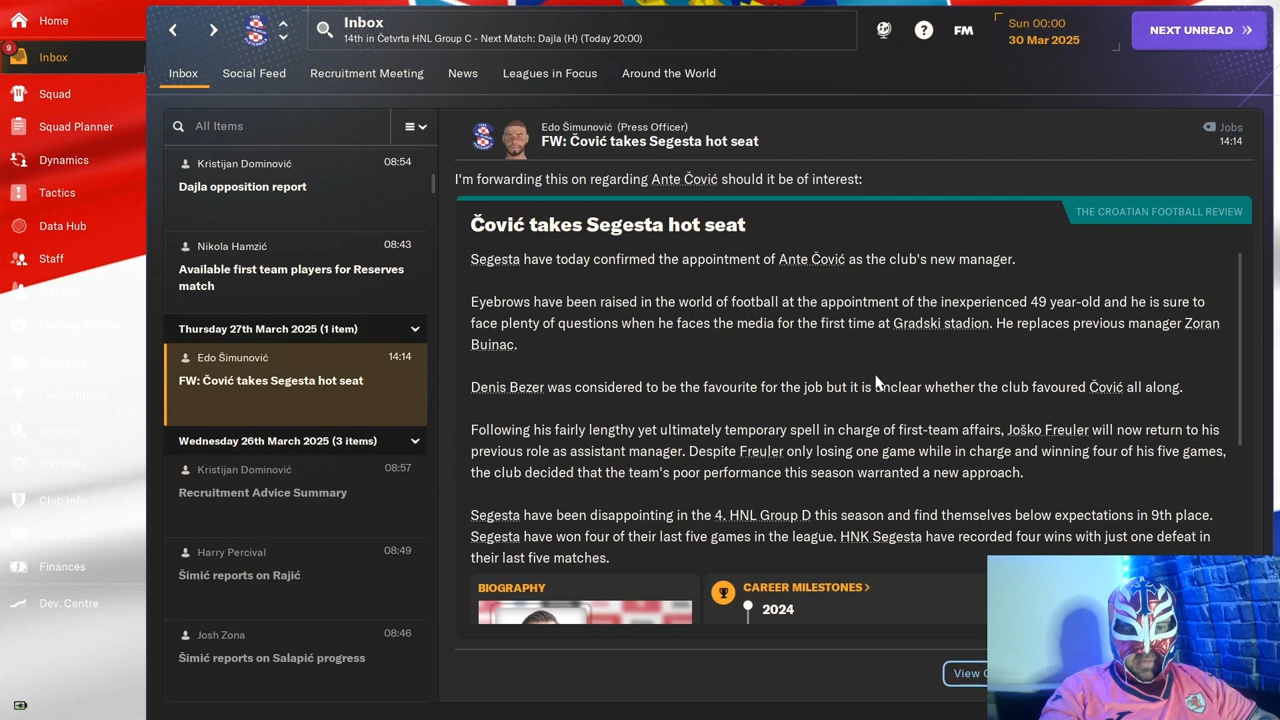 Home
9
Inbox
Squad
Squad Planner
Dynamics
Tactics
Data Hub
Staff
Scouting
Transfers
Club Info
Club Vision
Finances
Dev. Centre
Inbox
14th in Četvrta HNL Group C - Next Match: Dajla (H) (Today 20:00)
?
FM
Sun 00:00
30 Mar 2025
NEXT UNREAD
Inbox
Social Feed
Recruitment Meeting
News
Leagues in Focus
Around the World
All Items
Kristijan Dominović
08:54
Dajla opposition report
Nikola Hamzić
08:43
Available first team players for Reserves
match
Thursday 27th March 2025 (1 item)
Edo Šimunović
14:14
FW: Čović takes Segesta hot seat
Wednesday 26th March 2025 (3 items)
Kristijan Dominović
08:57
Recruitment Advice Summary
Harry Percival
08:49
Šimić reports on Rajić
Josh Zona
08:46
Šimić reports on Salapić progress
Edo Šimunović (Press Officer)
FW: Čović takes Segesta hot seat
Jobs
14:14
I'm forwarding this on regarding Ante Čović should it be of interest:
THE CROATIAN FOOTBALL REVIEW
Čović takes Segesta hot seat
Segesta have today confirmed the appointment of Ante Čović as the club's new manager.
Eyebrows have been raised in the world of football at the appointment of the inexperienced 49 year-old and he is sure to
face plenty of questions when he faces the media for the first time at Gradski stadion. He replaces previous manager Zoran
Buinac.
Denis Bezer was considered to be the favourite for the job but it is unclear whether the club favoured Čović all along.
Following his fairly lengthy yet ultimately temporary spell in charge of first-team affairs, Joško Freuler will now return to his
previous role as assistant manager. Despite Freuler only losing one game while in charge and winning four of his five games,
the club decided that the team's poor performance this season warranted a new approach.
Segesta have been disappointing in the 4. HNL Group D this season and find themselves below expectations in 9th place.
Segesta have won four of their last five games in the league. HNK Segesta have recorded four wins with just one defeat in
their last five matches.
BIOGRAPHY
CAREER MILESTONES >
2024
View